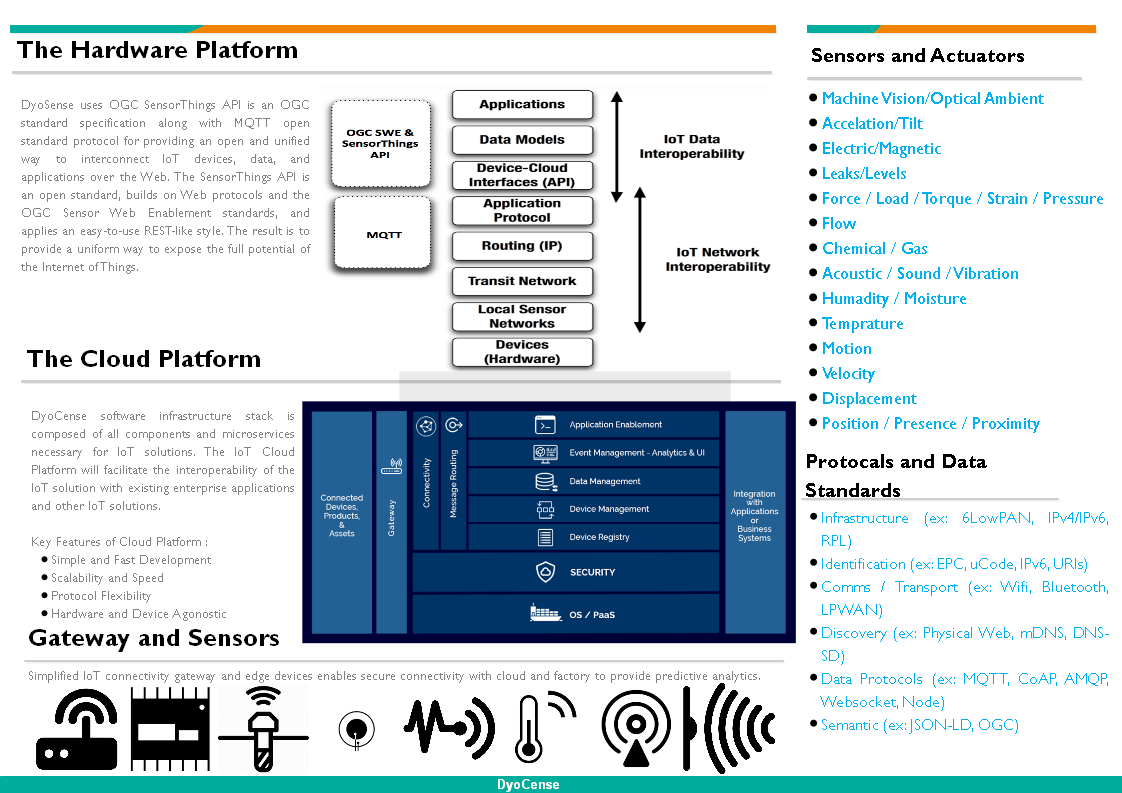 The Hardware Platform
DyoSense uses OGC SensorThings API is an OGC
standard specification along with MQTT open
standard protocol for providing an open and unified
way to interconnect IoT devices, data, and
applications over the Web. The SensorThings API is
an open standard, builds on Web protocols and the
OGC Sensor Web Enablement standards, and
applies an easy-to-use REST-like style. The result is to
provide a uniform way to expose the full potential of
the Internet of Things.
OGC SWE &
SensorThings
API
MQTT
Applications
Data Models
Device-Cloud
Interfaces (API)
Application
Protocol
Routing (IP)
Transit Network
Local Sensor
Networks
Devices
(Hardware)
IoT Data
Interoperability
IoT Network
Interoperability
The Cloud Platform
DyoCense software infrastructure stack is
composed of all components and microservices
necessary for IoT solutions. The IoT Cloud
Platform will facilitate the interoperability of the
IoT solution with existing enterprise applications
and other IoT solutions.
Key Features of Cloud Platform :
● Simple and Fast Development
● Scalability and Speed
● Protocol Flexibility
● Hardware and Device Agonostic
Connected
Devices,
Products,
&
Assets
Gateway
Connectivity
Message Routing
Application Enablement
Event Management - Analytics & UI
Data Management
Device Management
Device Registry
SECURITY
OS / PaaS
Integration
with
Applications
or
Business
Systems
Gateway and Sensors
Simplified IoT connectivity gateway and edge devices enables secure connectivity with cloud and factory to provide predictive analytics.
Sensors and Actuators
● Machine Vision/Optical Ambient
● Accelation/Tilt
● Electric/Magnetic
● Leaks/Levels
● Force / Load / Torque / Strain / Pressure
● Flow
● Chemical / Gas
● Acoustic / Sound / Vibration
● Humadity / Moisture
● Temprature
● Motion
● Velocity
● Displacement
● Position / Presence / Proximity
Protocals and Data
Standards
● Infrastructure (ex: 6LowPAN, IPv4/IPv6,
RPL)
● Identification (ex: EPC, uCode, IPv6, URIs)
● Comms / Transport (ex: Wifi, Bluetooth,
LPWAN)
● Discovery (ex: Physical Web, mDNS, DNS-
SD)
● Data Protocols (ex: MQTT, CoAP, AMQP,
Websocket, Node)
● Semantic (ex: JSON-LD, OGC)
DyoCense